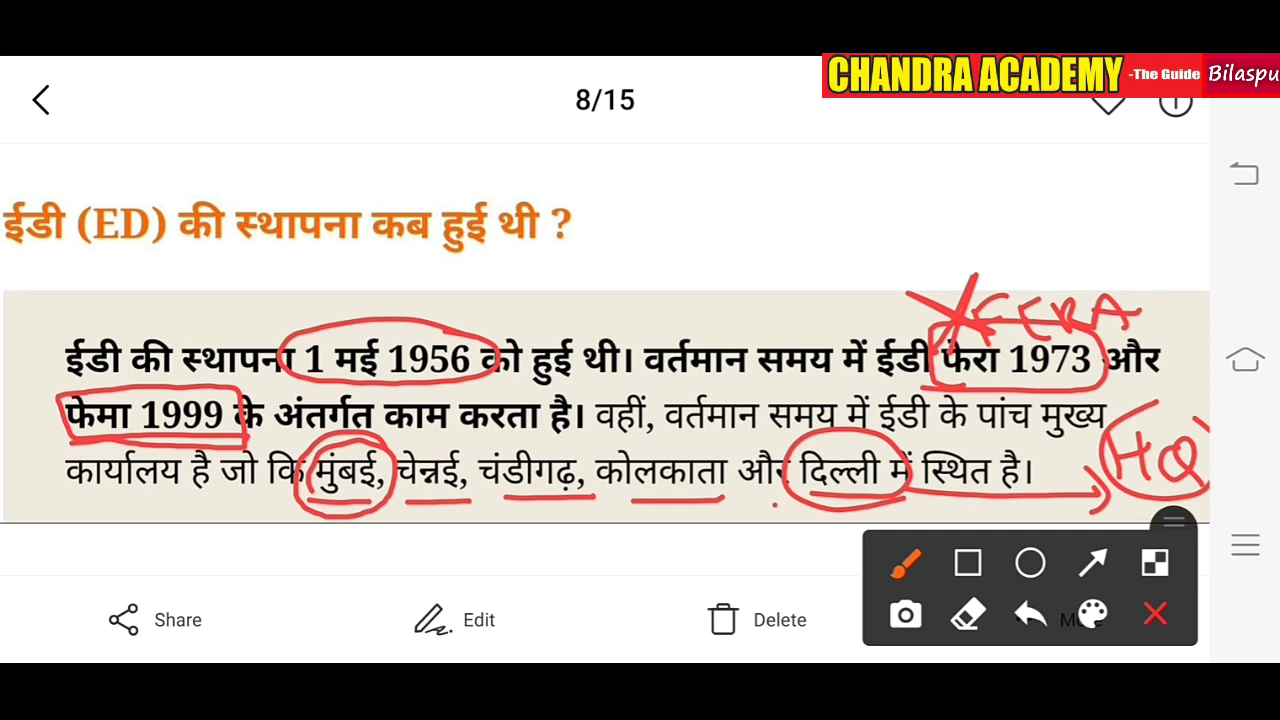 CHANDRA ACADEMY -The Guide Bilaspu
8/15
ईडी (ED) की स्थापना कब हुई थी ?
FERA
ईडी की स्थापना 1 मई 1956 को हुई थी। वर्तमान समय में ईडी फेरा 1973 और
फेमा 1999 के अंतर्गत काम करता है। वहीं, वर्तमान समय में ईडी के पांच मुख्य
कार्यालय है जो कि मुंबई, चेन्नई, चंडीगढ़, कोलकाता और दिल्ली में स्थित है।
HQ
Share Edit Delete